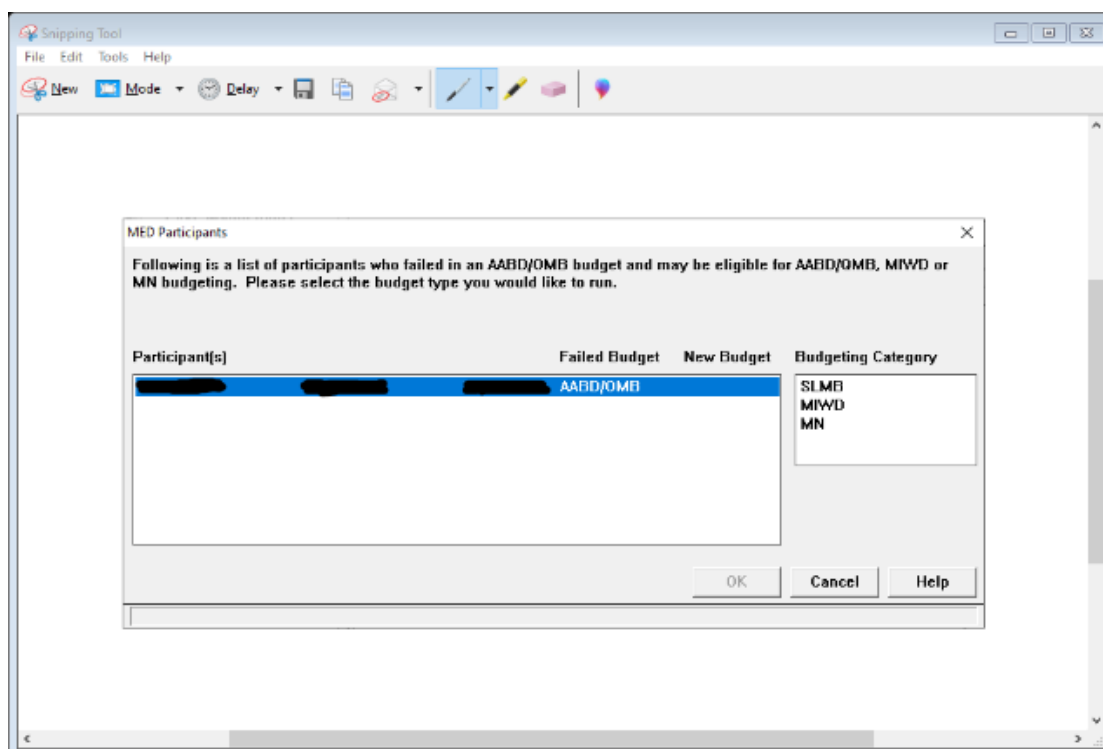 Snipping Tool
File Edit Tools Help
New Mode Delay
MED Participants
Following is a list of participants who failed in an AABD/QMB budget and may be eligible for AABD/QMB, MIWD or
MN budgeting. Please select the budget type you would like to run.
Participant(s) Failed Budget New Budget Budgeting Category
AABD/QMB SLMB
MIWD
MN
OK Cancel Help